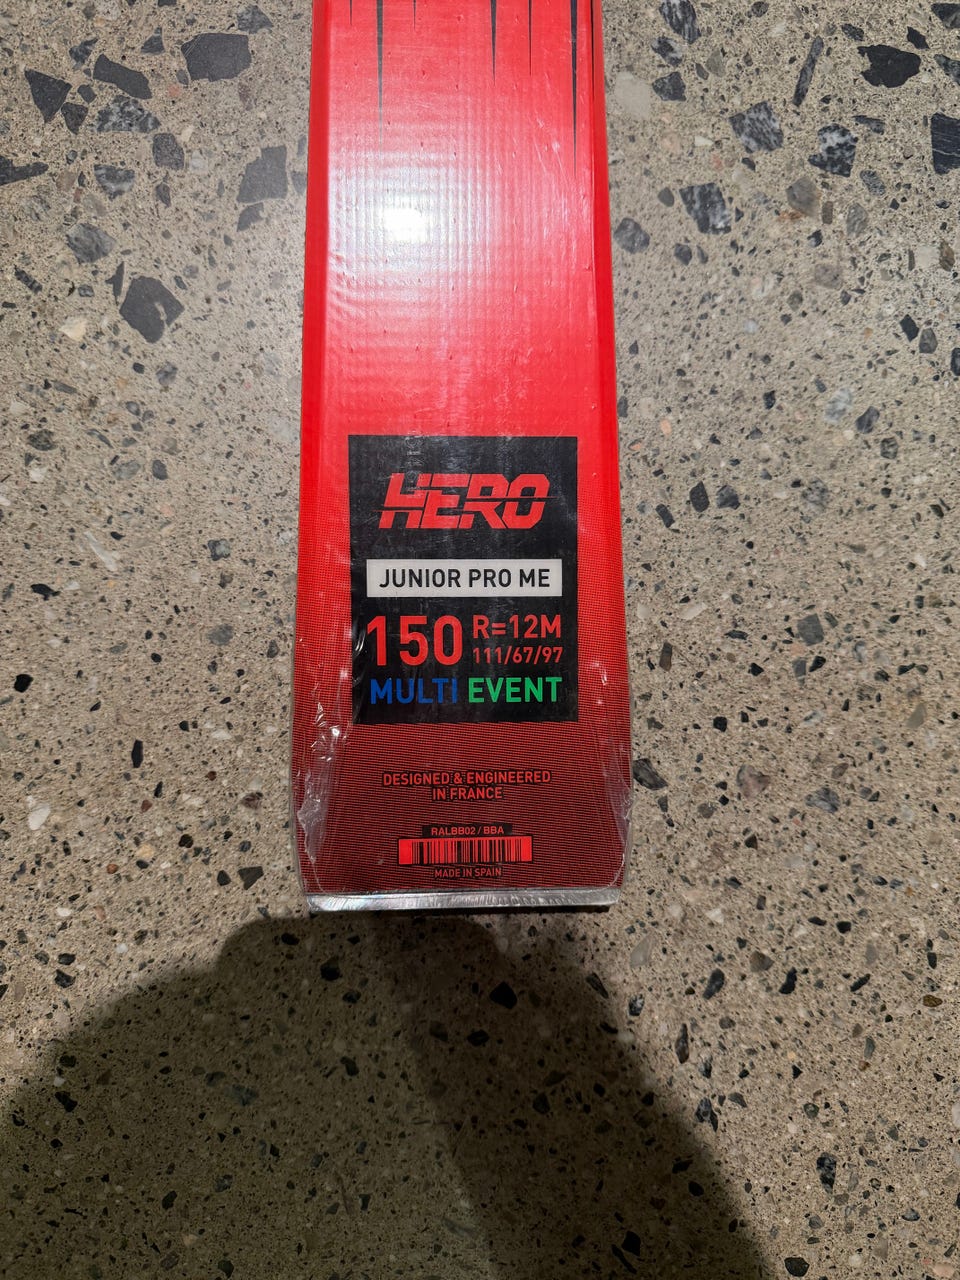 HERO
JUNIOR PRO ME
150 R=12M
111/67/97
MULTI EVENT
DESIGNED & ENGINEERED
IN FRANCE
RALBB02 / BBA
MADE IN SPAIN